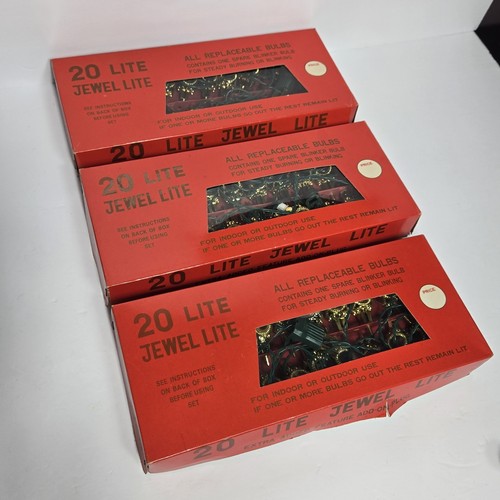 20 LITE
JEWEL LITE
SEE INSTRUCTIONS
ON BACK OF BOX
BEFORE USING
SET
ALL REPLACEABLE BULBS
CONTAINS ONE SPARE BLINKER BULB
FOR STEADY BURNING OR BLINKING
PRICE
FOR INDOOR OR OUTDOOR USE
IF ONE OR MORE BULBS GO OUT THE REST REMAIN LIT
20 LITE JEWEL LITE
20 LITE
JEWEL LITE
SEE INSTRUCTIONS
ON BACK OF BOX
BEFORE USING
SET
ALL REPLACEABLE BULBS
CONTAINS ONE SPARE BLINKER BULB
FOR STEADY BURNING OR BLINKING
PRICE
FOR INDOOR OR OUTDOOR USE
IF ONE OR MORE BULBS GO OUT THE REST REMAIN LIT
20 LITE JEWEL LITE
20 LITE
JEWEL LITE
SEE INSTRUCTIONS
ON BACK OF BOX
BEFORE USING
SET
ALL REPLACEABLE BULBS
CONTAINS ONE SPARE BLINKER BULB
FOR STEADY BURNING OR BLINKING
PRICE
FOR INDOOR OR OUTDOOR USE
IF ONE OR MORE BULBS GO OUT THE REST REMAIN LIT
20 LITE JEWEL LITE